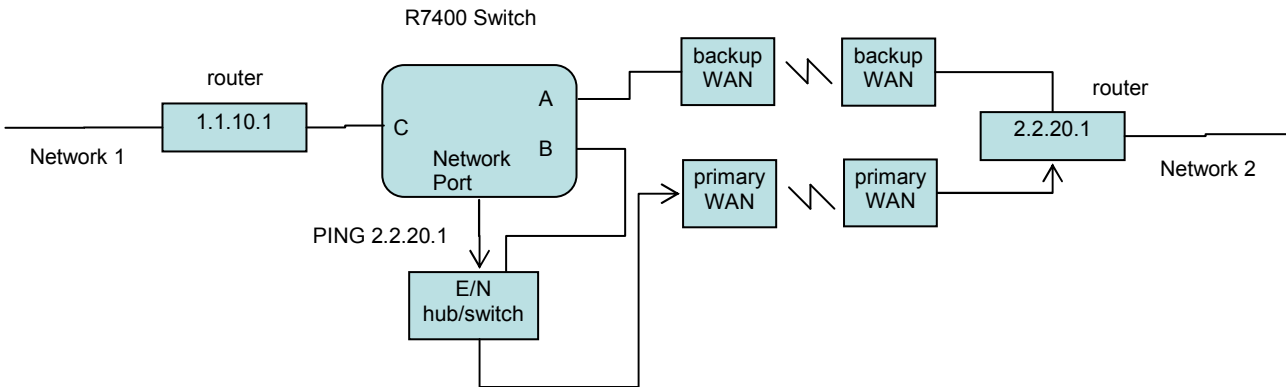 R7400 Switch
router
1.1.10.1
Network 1
C
A
B
Network
Port
PING 2.2.20.1
E/N
hub/switch
backup
WAN
backup
WAN
primary
WAN
primary
WAN
router
2.2.20.1
Network 2